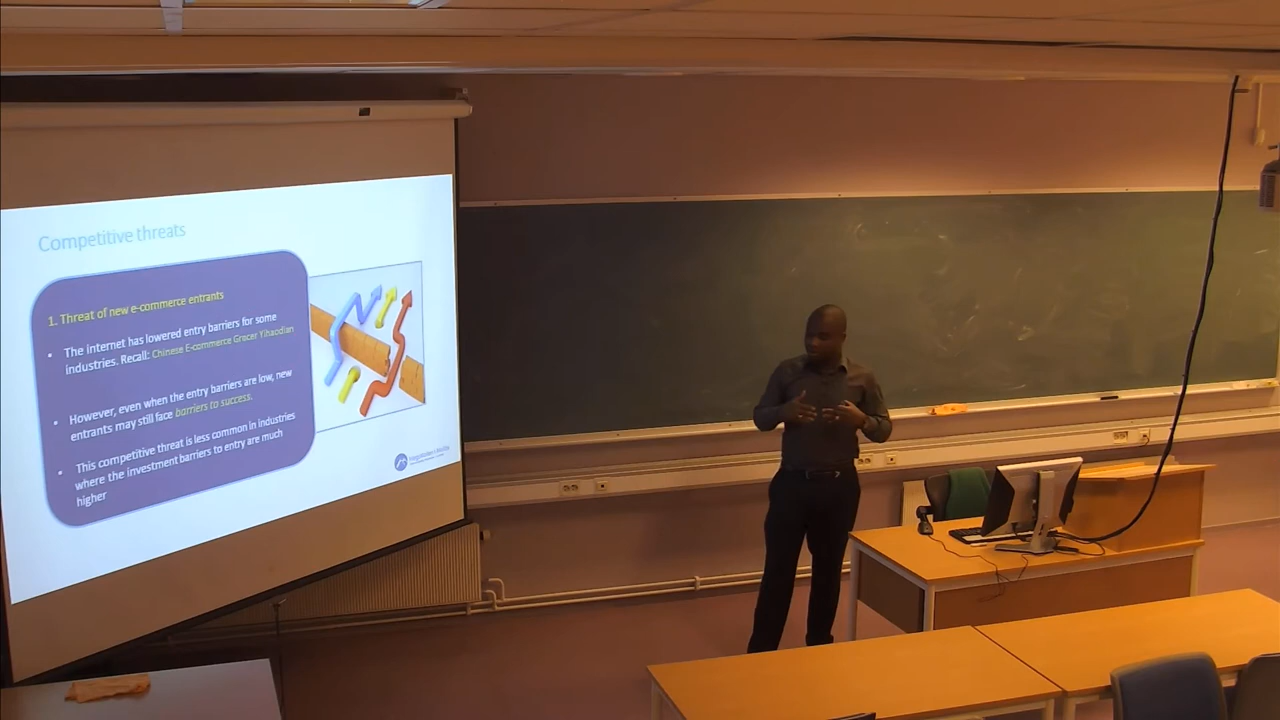 Competitive threats
1. Threat of new e-commerce entrants
• The internet has lowered entry barriers for some
industries. Recall: Chinese E-commerce Grocer Yihaodian
• However, even when the entry barriers are low, new
entrants may still face barriers to success.
• This competitive threat is less common in industries
where the investment barriers to entry are much
higher